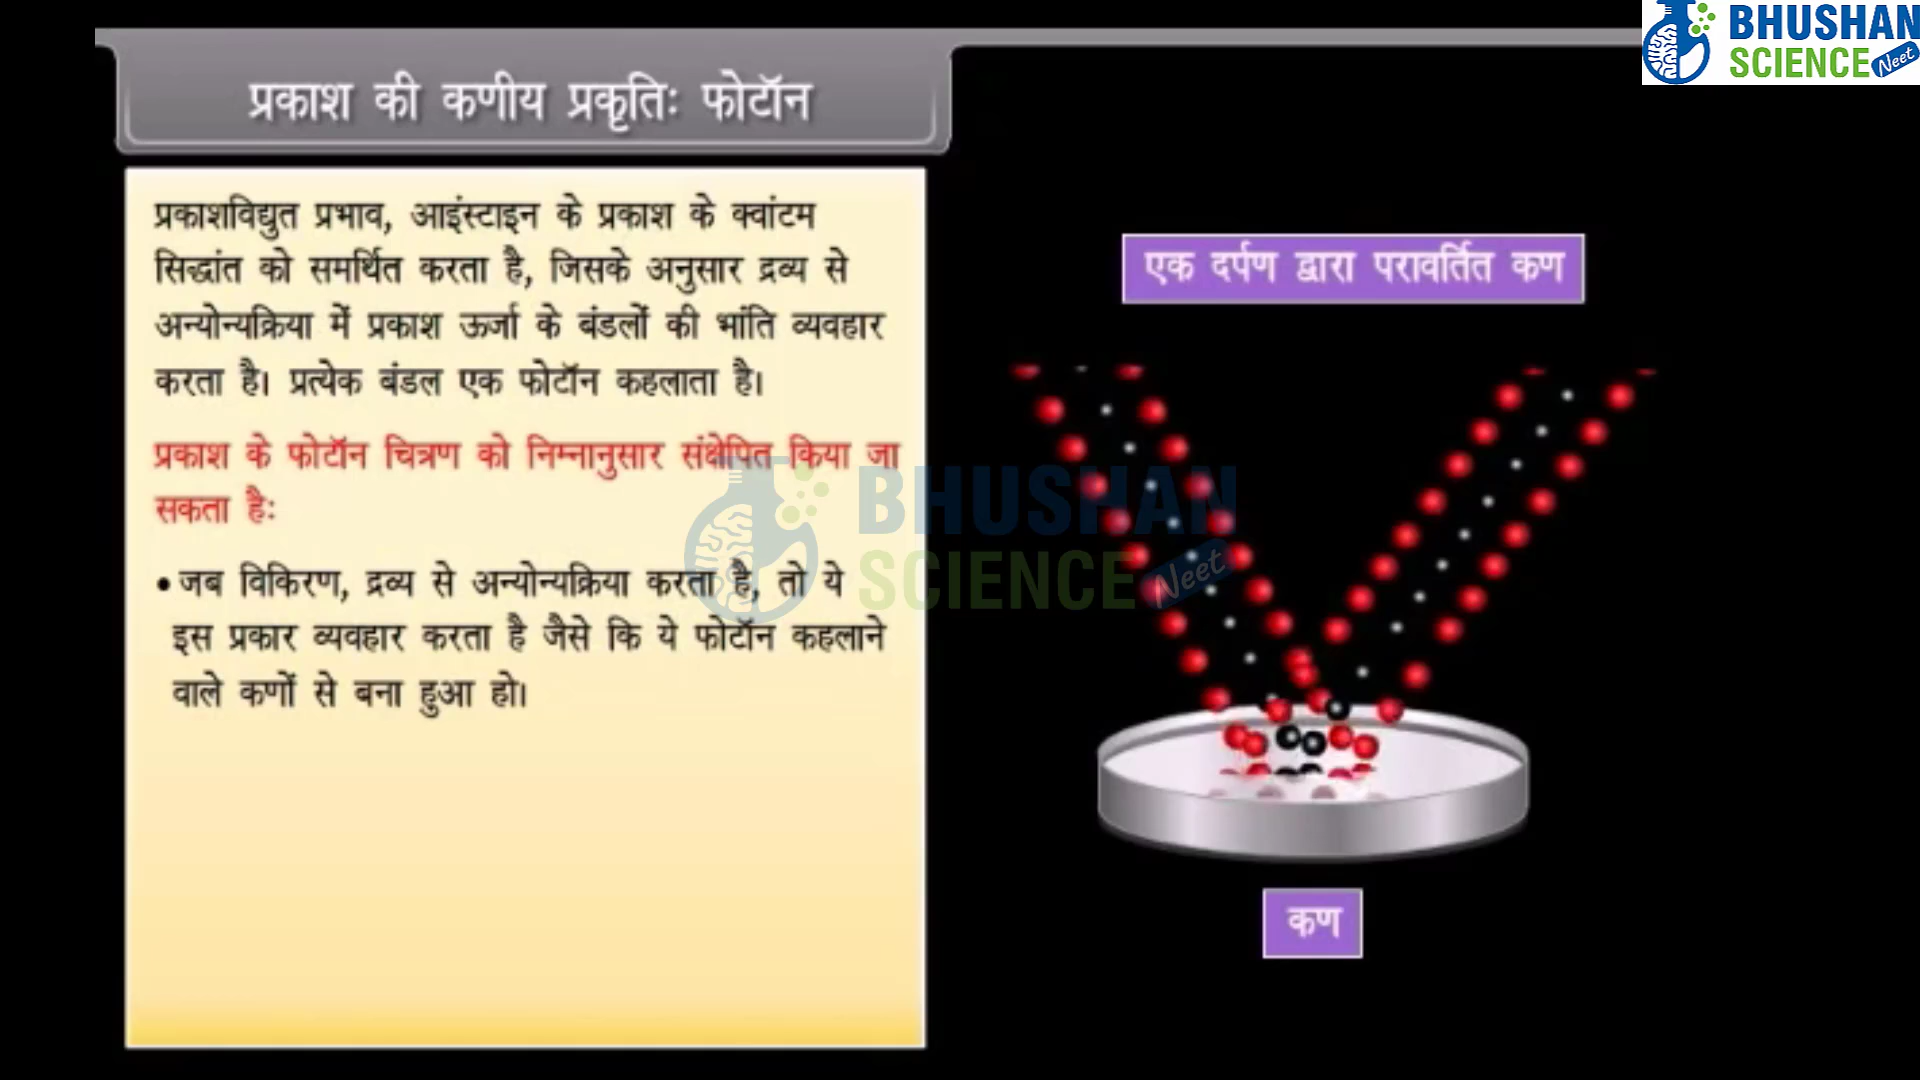 BHUSHAN
SCIENCE Neet
प्रकाश की कणीय प्रकृतिः फोटॉन
प्रकाशविद्युत प्रभाव, आइंस्टाइन के प्रकाश के क्वांटम
सिद्धांत को समर्थित करता है, जिसके अनुसार द्रव्य से
अन्योन्यक्रिया में प्रकाश ऊर्जा के बंडलों की भांति व्यवहार
करता है। प्रत्येक बंडल एक फोटॉन कहलाता है।
प्रकाश के फोटॉन चित्रण को निम्नानुसार संक्षेपित किया जा
सकता हैः
•जब विकिरण, द्रव्य से अन्योन्यक्रिया करता है, तो ये
इस प्रकार व्यवहार करता है जैसे कि ये फोटॉन कहलाने
वाले कणों से बना हुआ हो।
एक दर्पण द्वारा परावर्तित कण
BHUSHAN
SCIENCE Neet
कण